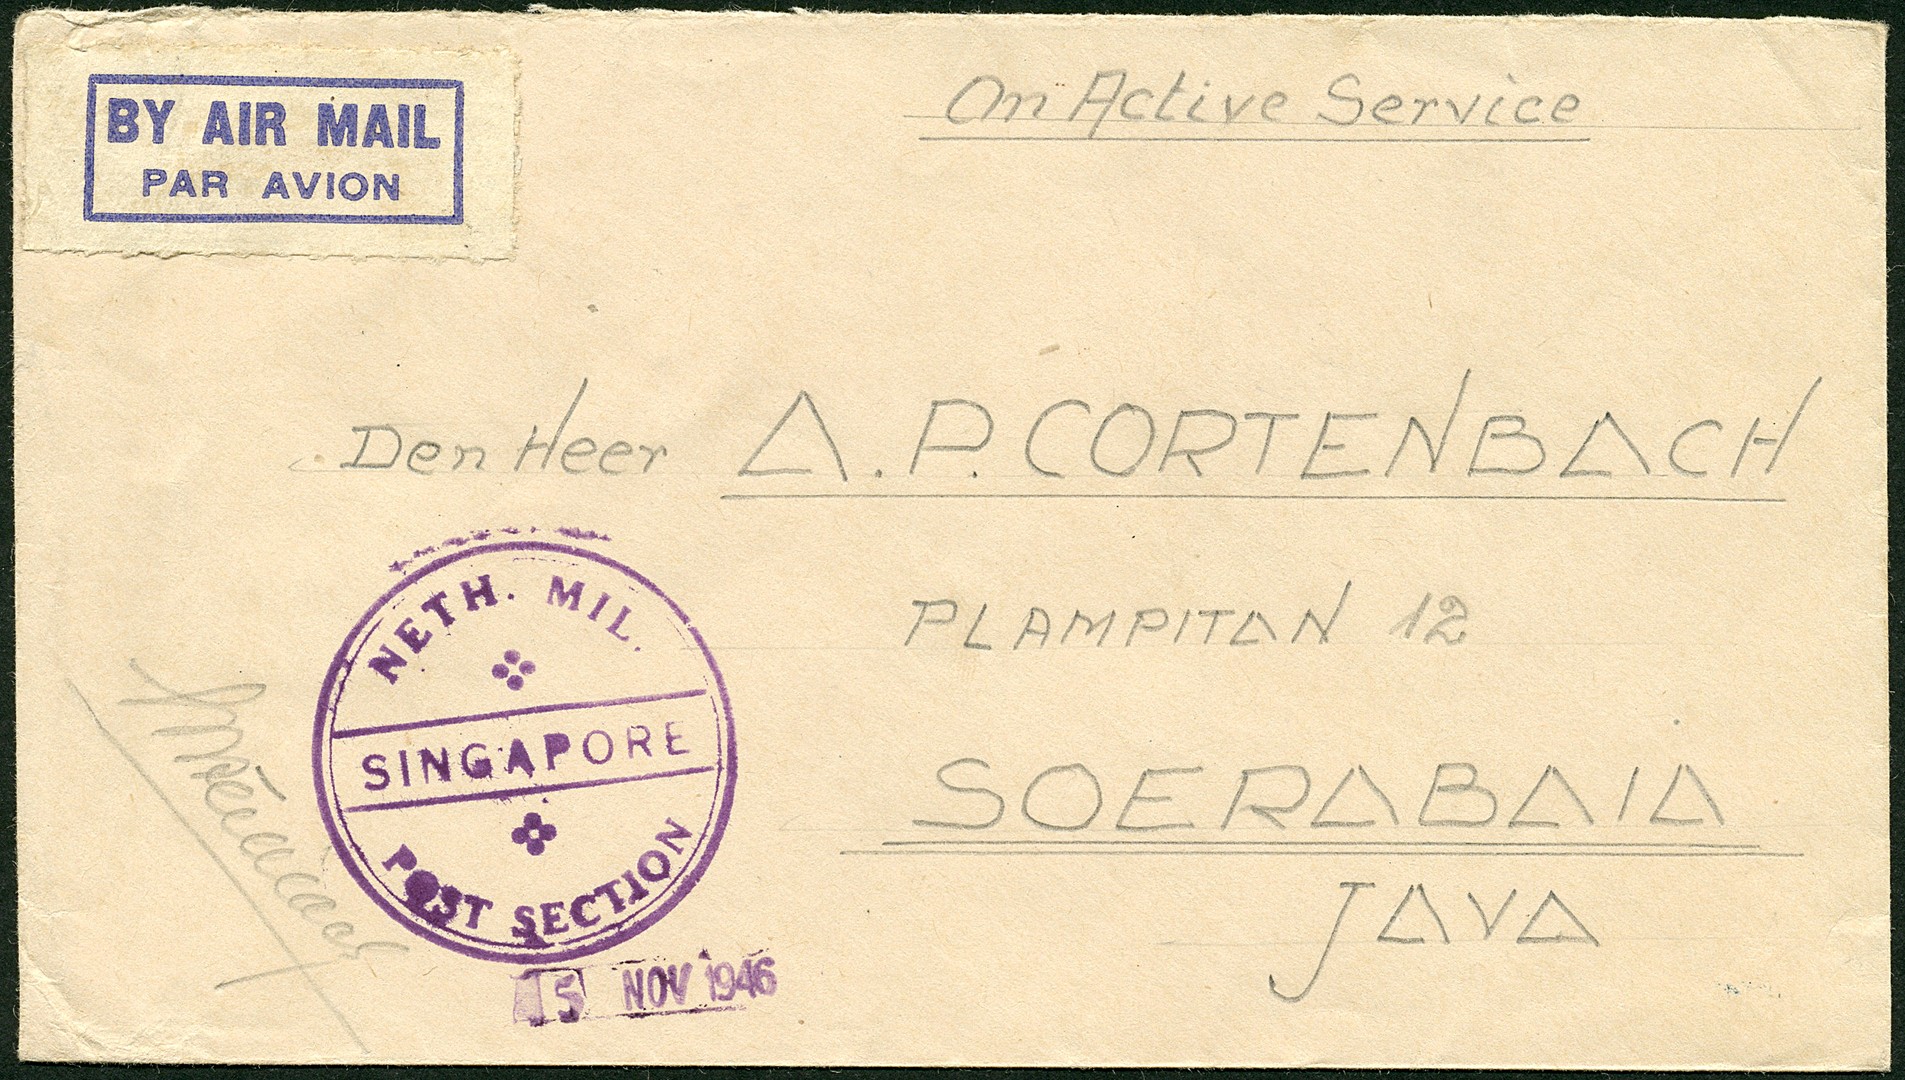 BY AIR MAIL
PAR AVION
On Active Service
Den Heer A.P. CORTENBACH
PLAMPITAN 12
SOERABAIA
JAVA
NETH. MIL.
SINGAPORE
POST SECTION
15 NOV 1946